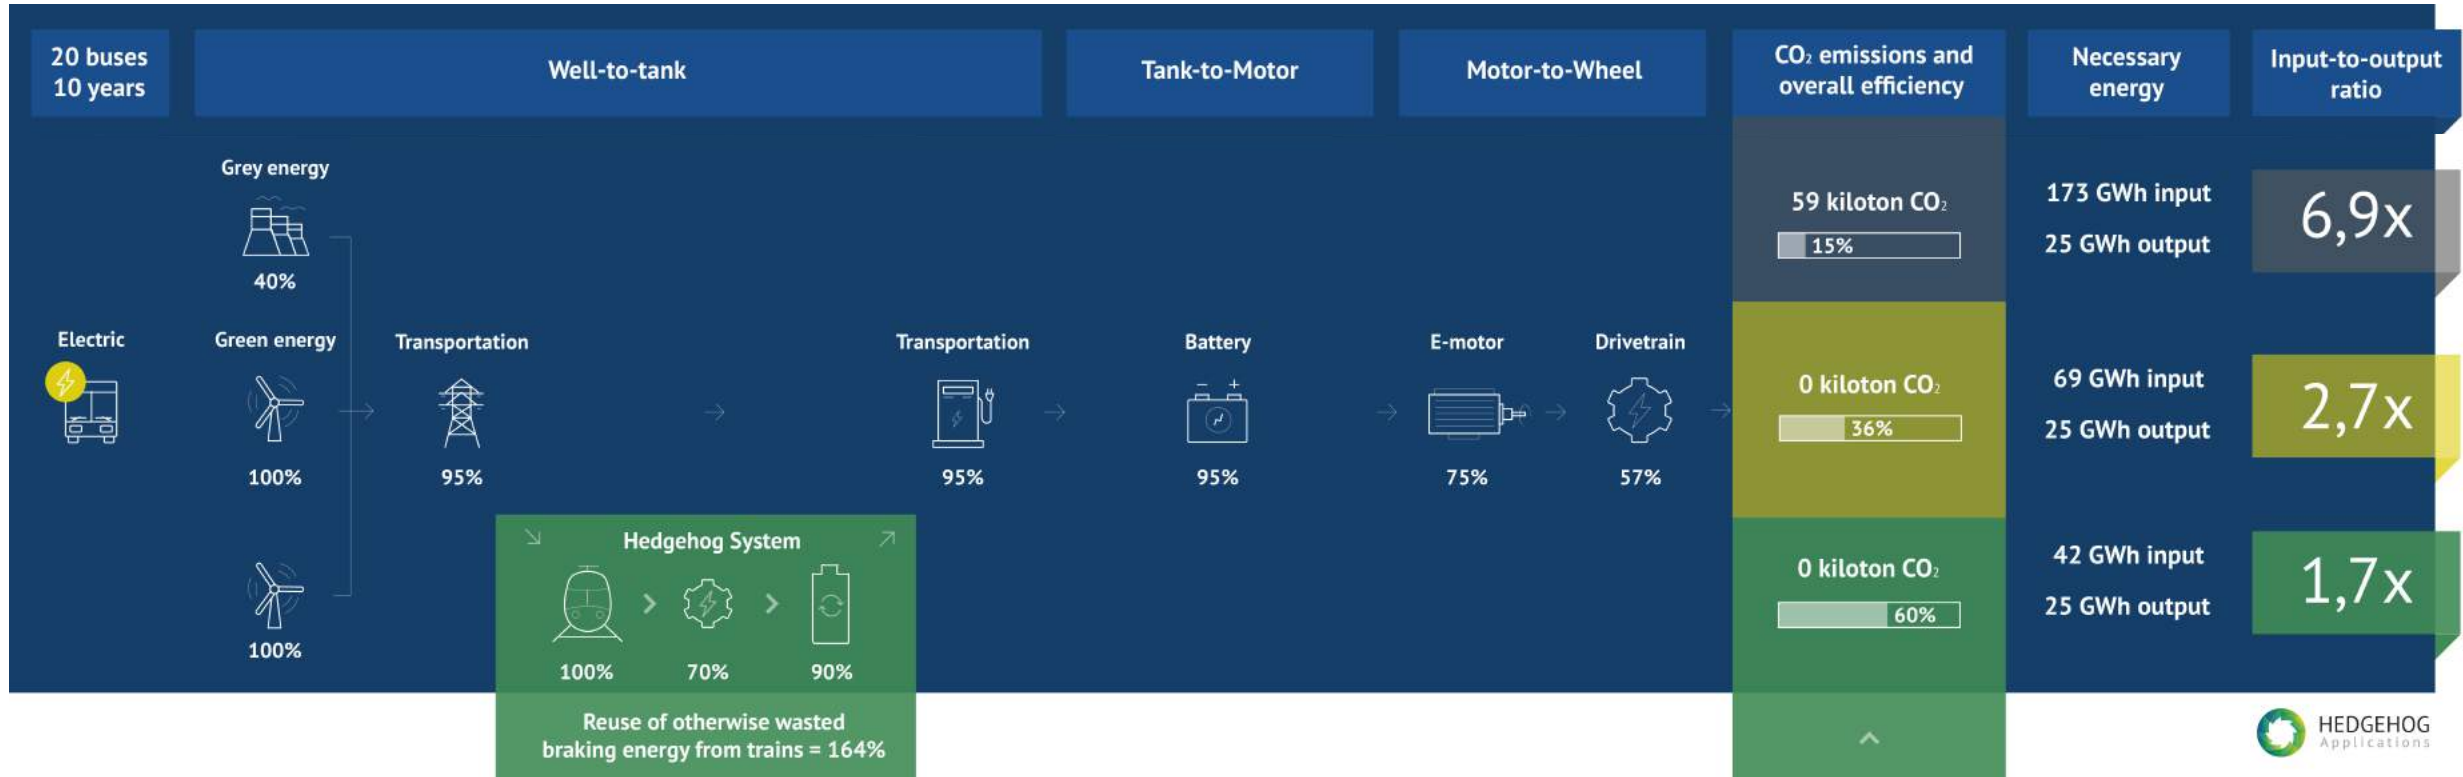 20 buses
10 years
Well-to-tank
Tank-to-Motor
Motor-to-Wheel
CO₂ emissions and
overall efficiency
Necessary
energy
Input-to-output
ratio
Grey energy
40%
59 kiloton CO₂
15%
173 GWh input
25 GWh output
6,9x
Electric
Green energy
100%
Transportation
95%
Transportation
95%
Battery
95%
E-motor
75%
Drivetrain
57%
0 kiloton CO₂
36%
69 GWh input
25 GWh output
2,7x
100%
Hedgehog System
100%
70%
90%
Reuse of otherwise wasted
braking energy from trains = 164%
0 kiloton CO₂
60%
42 GWh input
25 GWh output
1,7x
HEDGEHOG
Applications